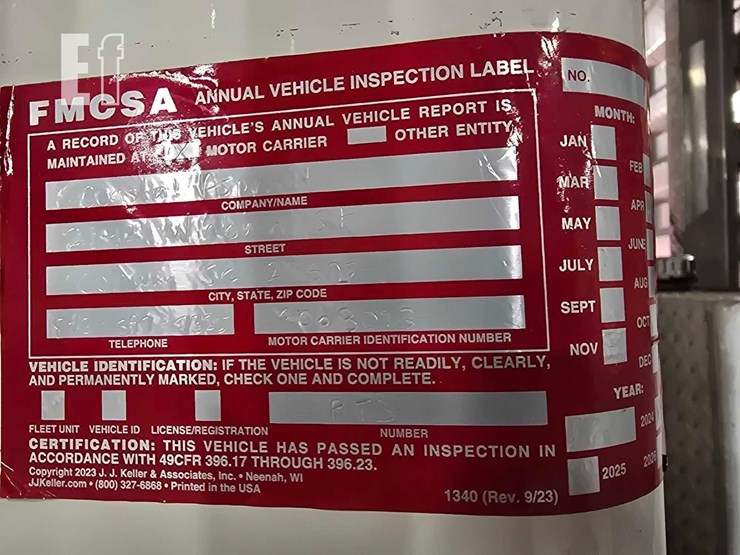 Ef
FMCSA ANNUAL VEHICLE INSPECTION LABEL
NO.
A RECORD OF THIS VEHICLE'S ANNUAL VEHICLE REPORT IS
MAINTAINED AT: MOTOR CARRIER OTHER ENTITY
COMPANY/NAME
STREET
CITY, STATE, ZIP CODE
TELEPHONE MOTOR CARRIER IDENTIFICATION NUMBER
VEHICLE IDENTIFICATION: IF THE VEHICLE IS NOT READILY, CLEARLY,
AND PERMANENTLY MARKED, CHECK ONE AND COMPLETE.
FLEET UNIT VEHICLE ID LICENSE/REGISTRATION NUMBER
CERTIFICATION: THIS VEHICLE HAS PASSED AN INSPECTION IN
ACCORDANCE WITH 49CFR 396.17 THROUGH 396.23.
Copyright 2023 J. J. Keller & Associates, Inc. • Neenah, WI
JJKeller.com • (800) 327-6868 • Printed in the USA
1340 (Rev. 9/23)
MONTH:
JAN
FEB
MAR
APR
MAY
JUNE
JULY
AUG
SEPT
OCT
NOV
DEC
YEAR:
2024
2025
2026